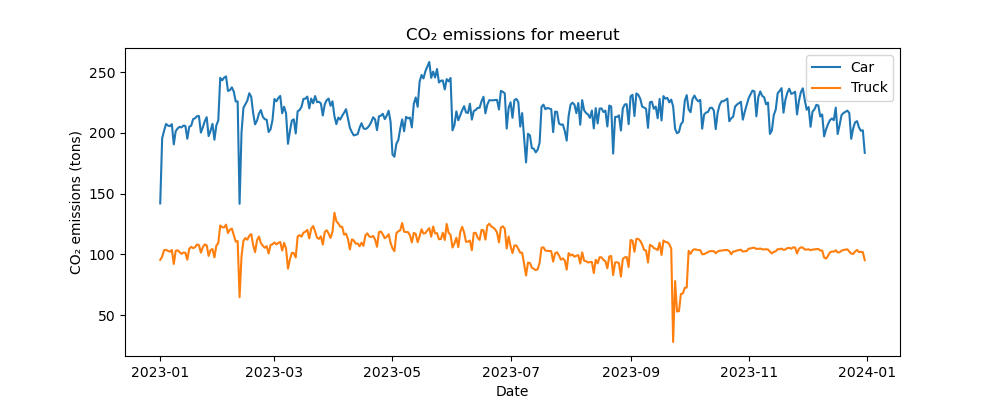 CO₂ emissions for meerut
CO₂ emissions (tons)
250
200
150
100
50
Car
Truck
2023-01
2023-03
2023-05
2023-07
2023-09
2023-11
2024-01
Date